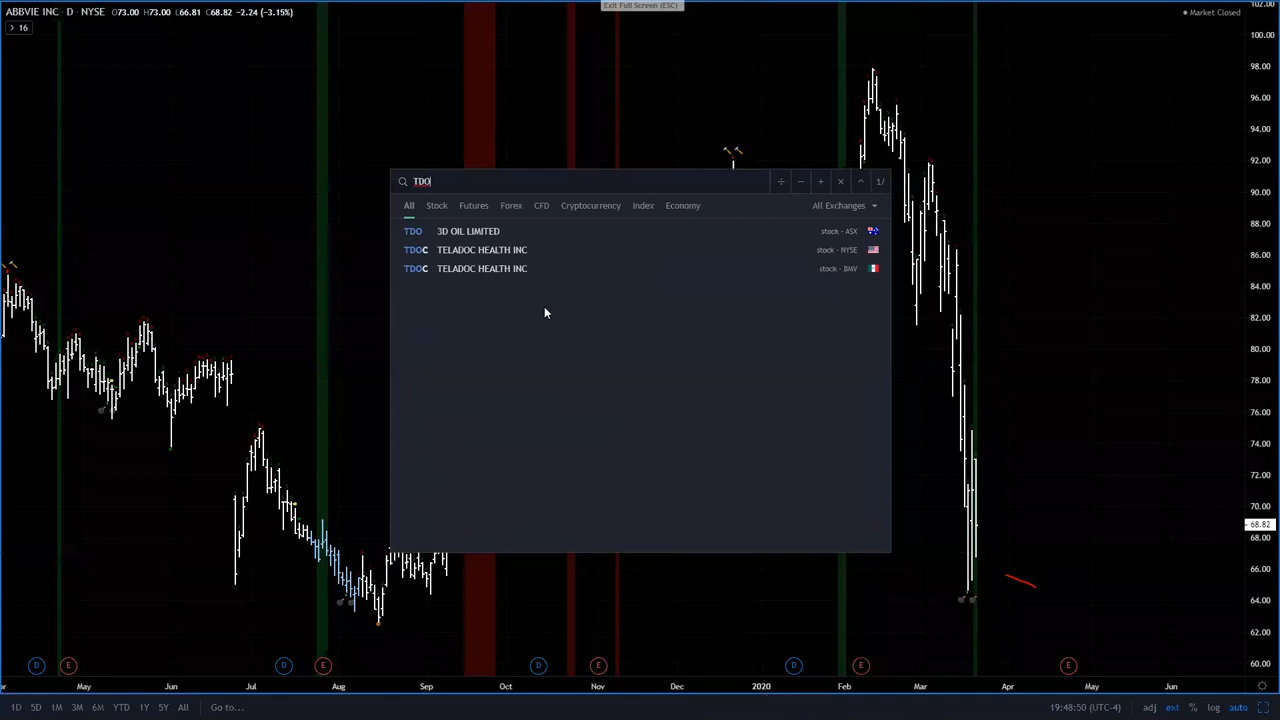 Exit Full Screen (ESC)
ABBVIE INC · D · NYSE O73.00 H73.00 L66.81 C68.82 −2.24 (−3.15%)
Market Closed
16
TDO
1/
All Stock Futures Forex CFD Cryptocurrency Index Economy All Exchanges
TDO 3D OIL LIMITED stock - ASX
TDOC TELADOC HEALTH INC stock - NYSE
TDOC TELADOC HEALTH INC stock - BMV
102.00
100.00
98.00
96.00
94.00
92.00
90.00
88.00
86.00
84.00
82.00
80.00
78.00
76.00
74.00
72.00
70.00
68.82
68.00
66.00
64.00
62.00
60.00
D E D E D E D E E
May Jun Jul Aug Sep Oct Nov Dec 2020 Feb Mar Apr May Jun
1D 5D 1M 3M 6M YTD 1Y 5Y All Go to... 19:48:50 (UTC-4) adj ext % log auto